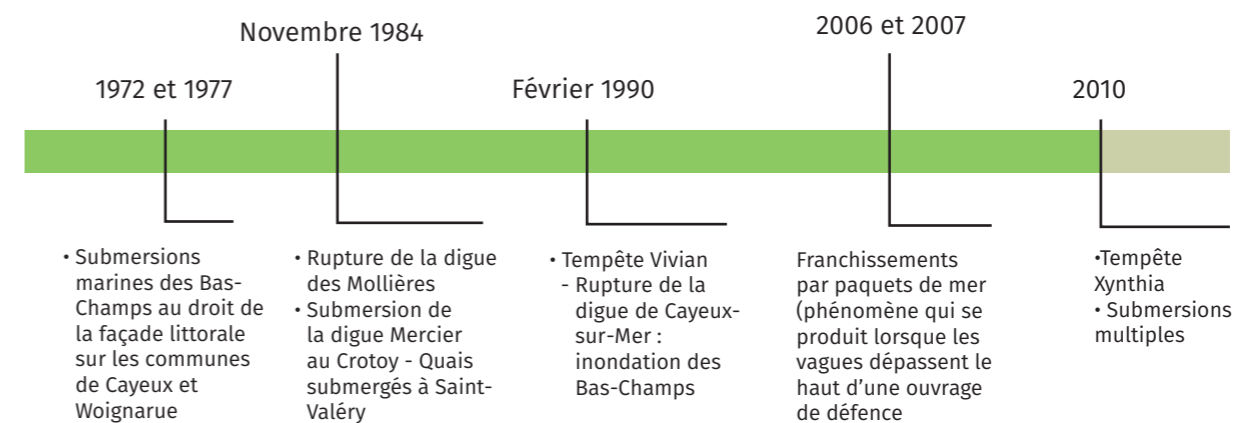 1972 et 1977
• Submersions
marines des Bas-
Champs au droit de
la façade littorale
sur les communes
de Cayeux et
Woignarue
Novembre 1984
• Rupture de la digue
des Mollières
• Submersion de
la digue Mercier
au Crotoy - Quais
submergés à Saint-
Valéry
Février 1990
• Tempête Vivian
- Rupture de la
digue de Cayeux-
sur-Mer :
inondation des
Bas-Champs
2006 et 2007
Franchissements
par paquets de mer
(phénomène qui se
produit lorsque les
vagues dépassent le
haut d’une ouvrage
de défence
2010
•Tempête
Xynthia
• Submersions
multiples